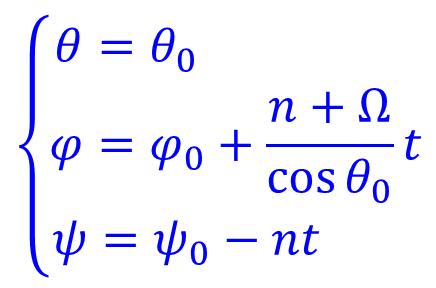 θ = θ₀
φ = φ₀ + (n + Ω)/(cos θ₀) t
ψ = ψ₀ − nt